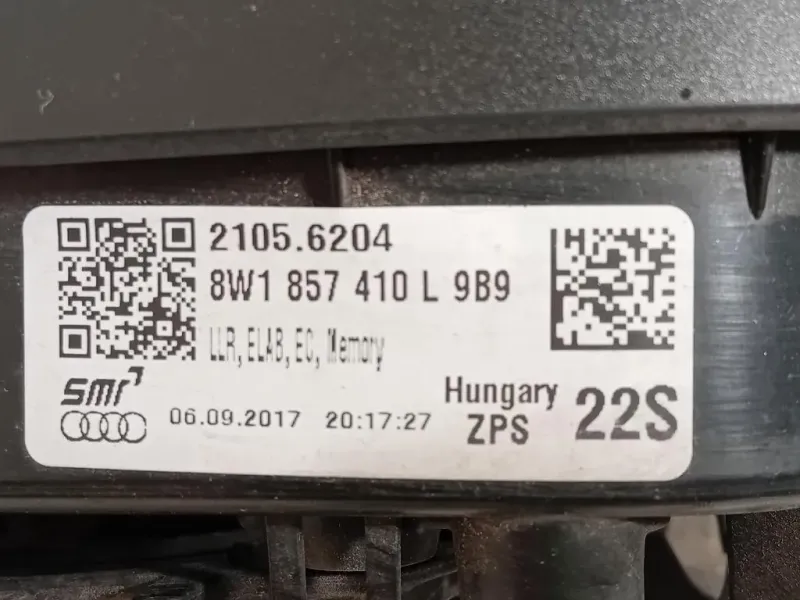 2105.6204
8W1 857 410 L 9B9
LLR, ELAB, EC, Memory
smr
06.09.2017 20:17:27
Hungary
ZPS
22S